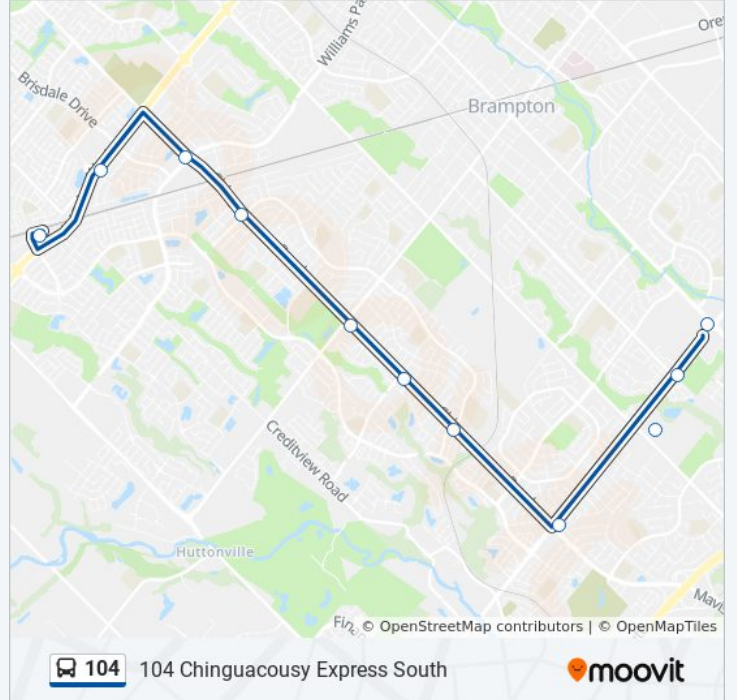 Williams Pa
Ore
Brisdale Drive
Brampton
Creditview Road
Huttonville
Mavis
Fin
© OpenStreetMap contributors | © OpenMapTiles
104 104 Chinguacousy Express South
moovit